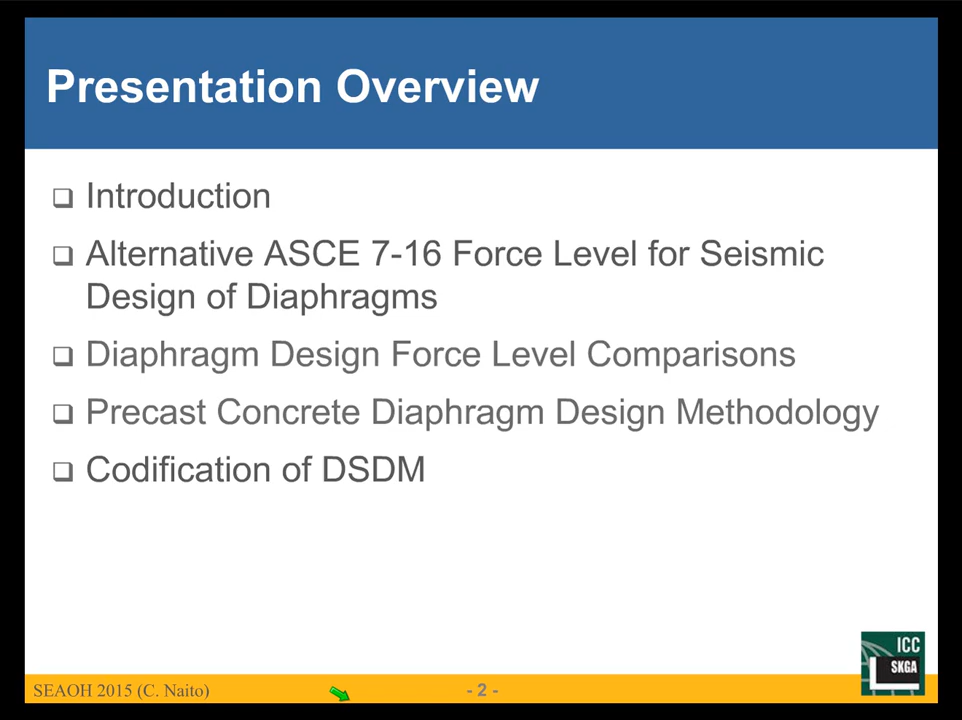 Presentation Overview
Introduction
Alternative ASCE 7-16 Force Level for Seismic
Design of Diaphragms
Diaphragm Design Force Level Comparisons
Precast Concrete Diaphragm Design Methodology
Codification of DSDM
ICC
SKGA
SEAOH 2015 (C. Naito)
- 2 -